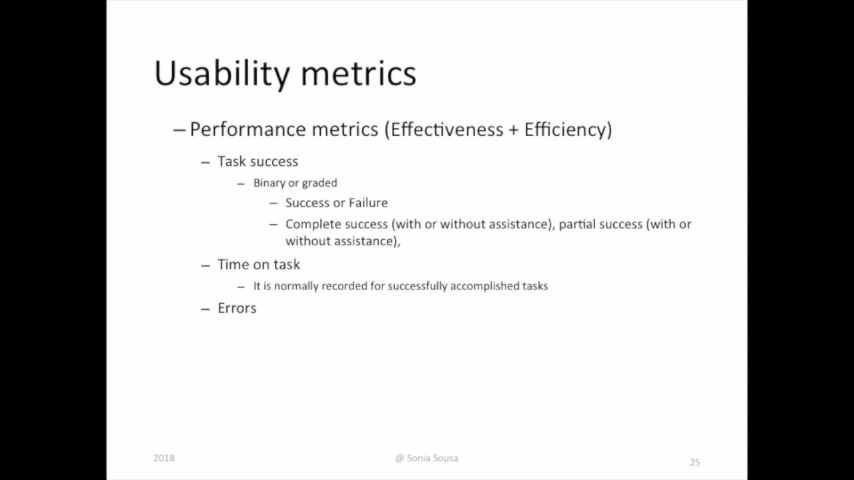 Usability metrics
– Performance metrics (Effectiveness + Efficiency)
– Task success
– Binary or graded
– Success or Failure
– Complete success (with or without assistance), partial success (with or
without assistance),
– Time on task
– It is normally recorded for successfully accomplished tasks
– Errors
2018
@ Sonia Sousa
25